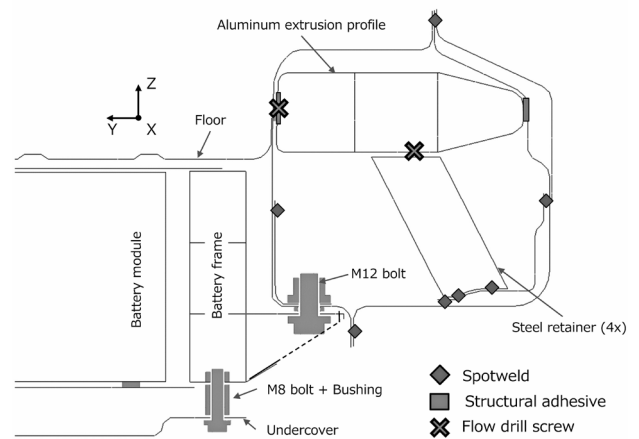 Aluminum extrusion profile
Z
Y
X
Floor
Battery module
Battery frame
M12 bolt
Steel retainer (4x)
M8 bolt + Bushing
Undercover
Spotweld
Structural adhesive
Flow drill screw